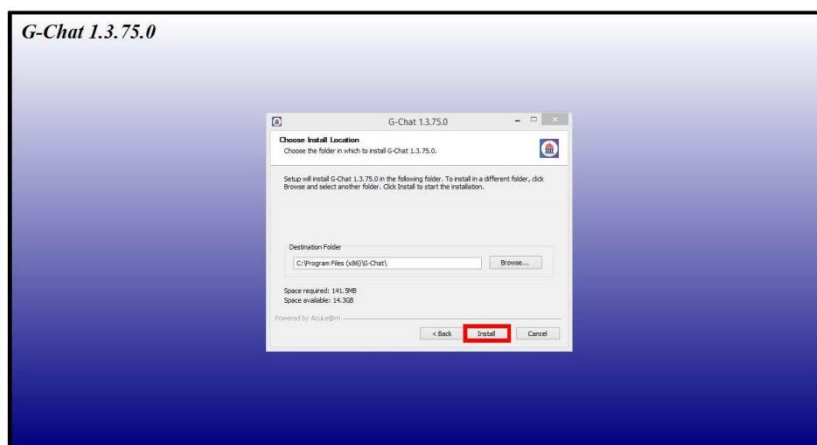 G-Chat 1.3.75.0
G-Chat 1.3.75.0
Choose Install Location
Choose the folder in which to install G-Chat 1.3.75.0.
Setup will install G-Chat 1.3.75.0 in the following folder. To install in a different folder, click
Browse and select another folder. Click Install to start the installation.
Destination Folder
C:\Program Files (x86)\G-Chat\
Browse...
Space required: 141.5MB
Space available: 14.3GB
Powered by
< Back Install Cancel